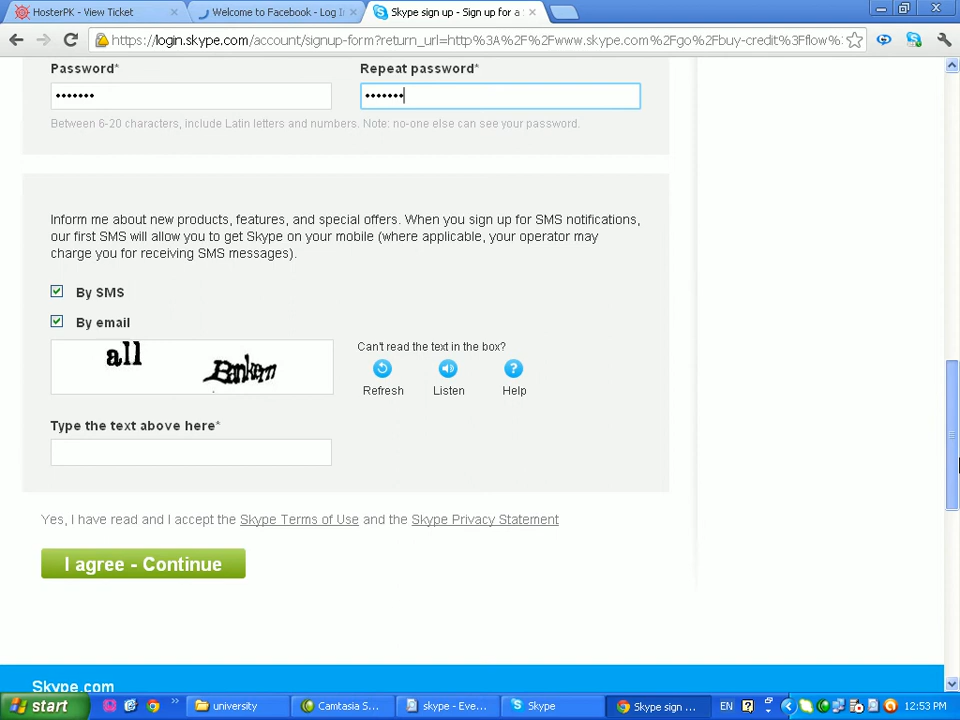 HosterPK - View Ticket
Welcome to Facebook - Log In
Skype sign up - Sign up for a
https://login.skype.com/account/signup-form?return_url=http%3A%2F%2Fwww.skype.com%2Fgo%2Fbuy-credit%3Fflow%
Password*
Repeat password*
•••••••
•••••••
Between 6-20 characters, include Latin letters and numbers. Note: no-one else can see your password.
Inform me about new products, features, and special offers. When you sign up for SMS notifications,
our first SMS will allow you to get Skype on your mobile (where applicable, your operator may
charge you for receiving SMS messages).
By SMS
By email
all
Can't read the text in the box?
Refresh
Listen
Help
Type the text above here*
Yes, I have read and I accept the Skype Terms of Use and the Skype Privacy Statement
I agree - Continue
Skype.com
start
university
Camtasia S...
skype - Eve...
Skype
Skype sign ...
EN
12:53 PM